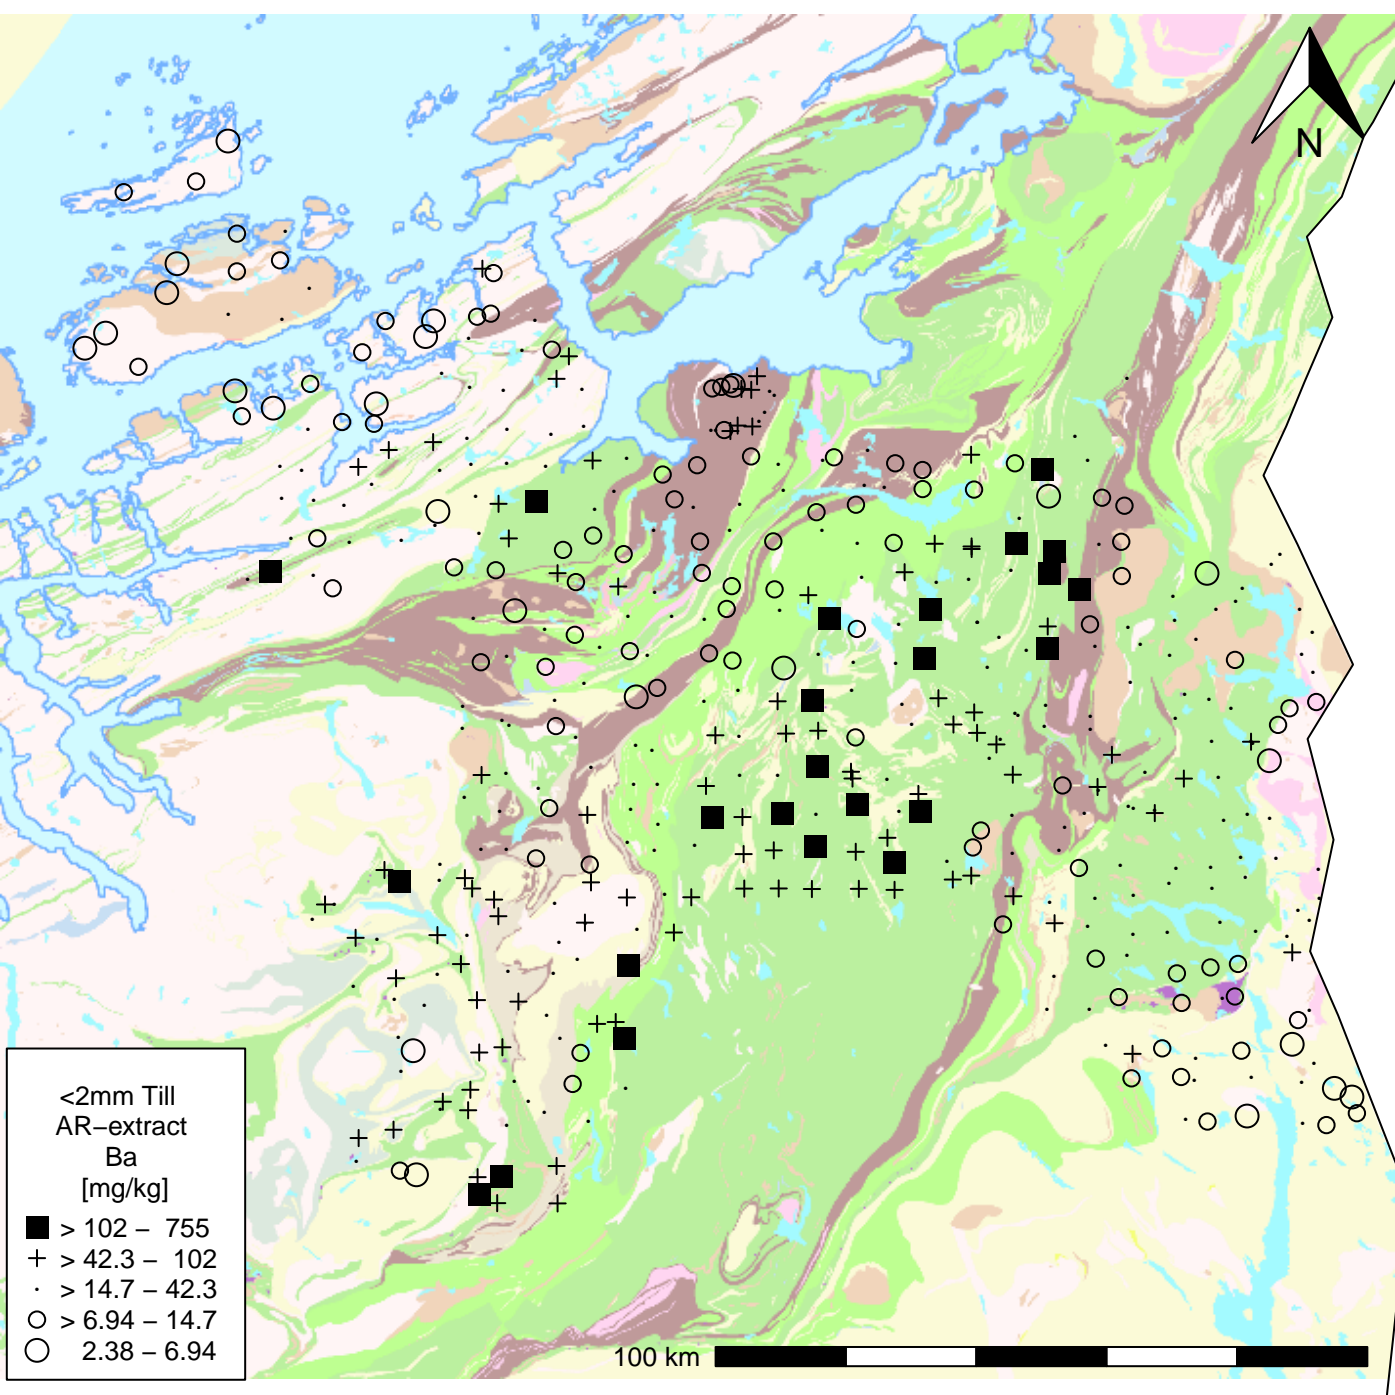 N
<2mm Till
AR−extract
Ba
[mg/kg]
> 102 − 755
> 42.3 − 102
> 14.7 − 42.3
> 6.94 − 14.7
2.38 − 6.94
100 km